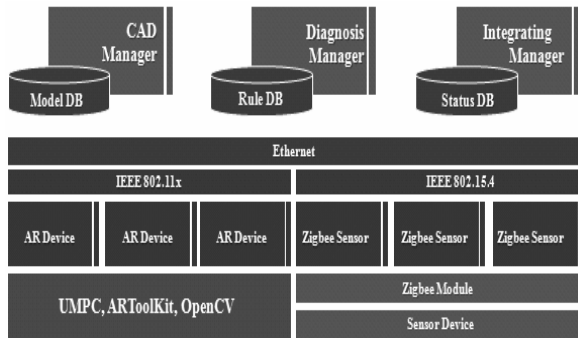 CAD
Manager
Model DB
Diagnosis
Manager
Rule DB
Integrating
Manager
Status DB
Ethernet
IEEE 802.11x
IEEE 802.15.4
AR Device
AR Device
AR Device
Zigbee Sensor
Zigbee Sensor
Zigbee Sensor
UMPC, ARToolKit, OpenCV
Zigbee Module
Sensor Device